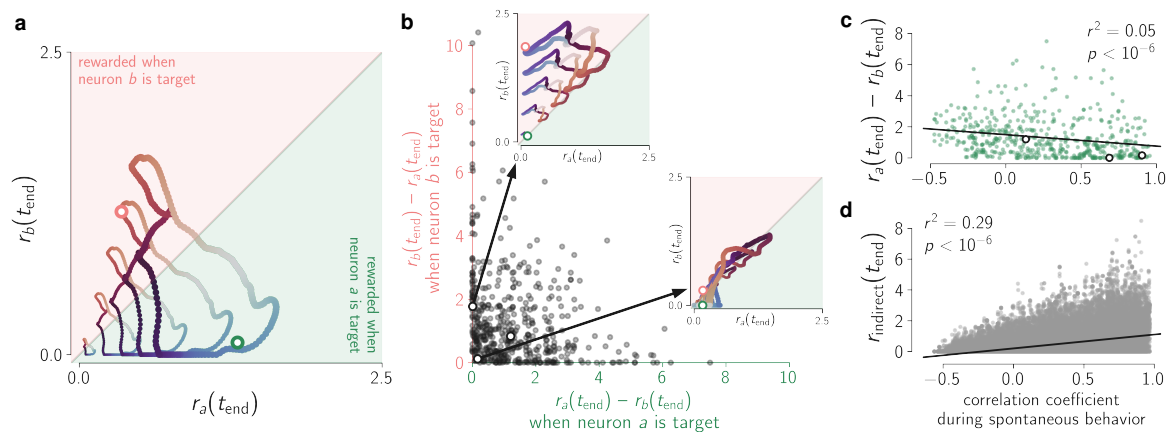 a
2.5
rewarded when
neuron b is target
r_b(t_end)
rewarded when
neuron a is target
0.0
0.0
2.5
r_a(t_end)
b
10
8
6
4
2
0
r_b(t_end) − r_a(t_end)
when neuron b is target
0
2
4
6
8
10
r_a(t_end) − r_b(t_end)
when neuron a is target
2.5
r_b(t_end)
0.0
0.0
r_a(t_end)
2.5
2.5
r_b(t_end)
0.0
0.0
r_a(t_end)
2.5
c
r² = 0.05
p < 10⁻⁶
8
6
4
2
0
r_a(t_end) − r_b(t_end)
−0.5
0.0
0.5
1.0
d
r² = 0.29
p < 10⁻⁶
8
6
4
2
0
r_indirect(t_end)
−0.5
0.0
0.5
1.0
correlation coefficient
during spontaneous behavior